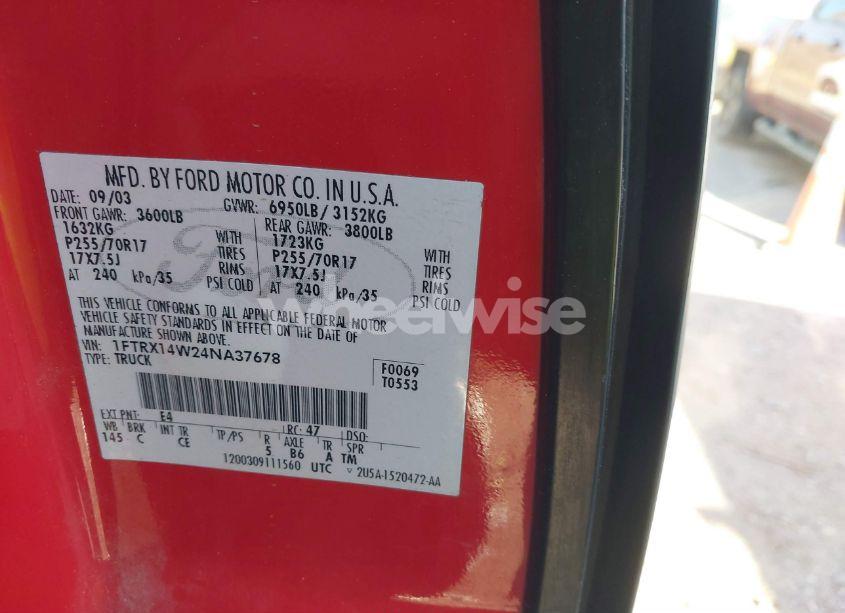 MFD. BY FORD MOTOR CO. IN U.S.A.
DATE: 09/03 GVWR: 6950LB/3152KG
FRONT GAWR: 3600LB REAR GAWR: 3800LB
1632KG WITH 1723KG WITH
P255/70R17 TIRES P255/70R17 TIRES
17X7.5J RIMS 17X7.5J RIMS
AT 240 kPa/35 PSI COLD AT 240 kPa/35 PSI COLD
THIS VEHICLE CONFORMS TO ALL APPLICABLE FEDERAL MOTOR
VEHICLE SAFETY STANDARDS IN EFFECT ON THE DATE OF
MANUFACTURE SHOWN ABOVE.
VIN: 1FTRX14W24NA37678
TYPE: TRUCK
F0069
T0553
EXT PNT: E4 RC: 47 DSO:
WB BRK INT TR TP/PS R AXLE TR SPR
145 C CE 5 B6 A TM
1200309111560 UTC ▽ 2U5A-1520472-AA
Ford
wheelwise